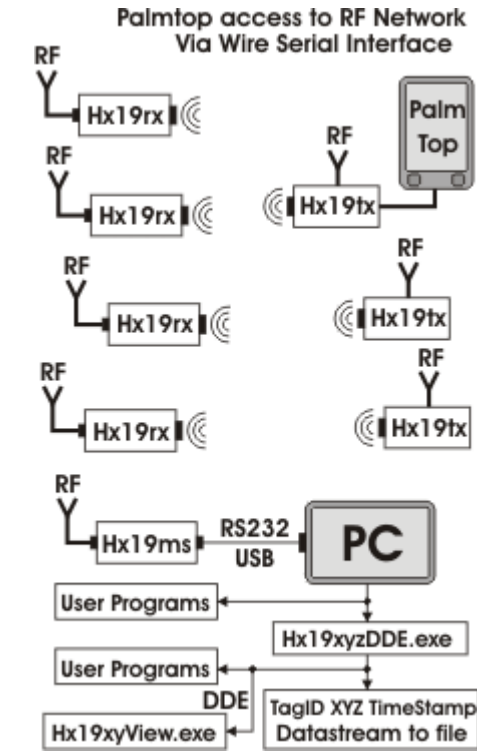 Palmtop access to RF Network
Via Wire Serial Interface
RF
Hx19rx
Palm
Top
RF
Hx19rx
RF
Hx19tx
RF
Hx19rx
RF
Hx19tx
RF
Hx19rx
RF
Hx19tx
RF
Hx19ms
RS232
USB
PC
User Programs
Hx19xyzDDE.exe
User Programs
DDE
Hx19xyView.exe
TagID XYZ TimeStamp
Datastream to file